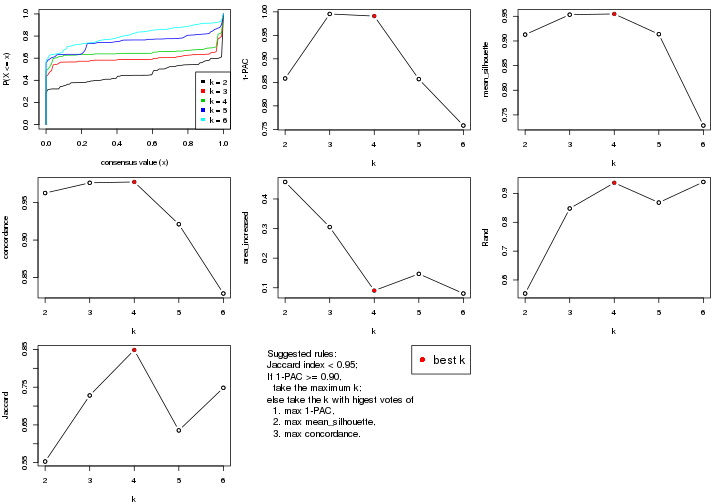 P(X <= x)
0.0 0.2 0.4 0.6 0.8 1.0
0.0 0.2 0.4 0.6 0.8 1.0
consensus value (x)
k = 2
k = 3
k = 4
k = 5
k = 6
1-PAC
0.75 0.80 0.85 0.90 0.95 1.00
2 3 4 5 6
k
mean_silhouette
0.75 0.80 0.85 0.90 0.95
2 3 4 5 6
k
concordance
0.85 0.90 0.95
2 3 4 5 6
k
area_increased
0.1 0.2 0.3 0.4
2 3 4 5 6
k
Rand
0.6 0.7 0.8 0.9
2 3 4 5 6
k
Jaccard
0.55 0.65 0.75 0.85
2 3 4 5 6
k
Suggested rules:
Jaccard index < 0.95;
If 1-PAC >= 0.90,
take the maximum k;
else take the k with higest votes of
1. max 1-PAC,
2. max mean_silhouette,
3. max concordance.
best k